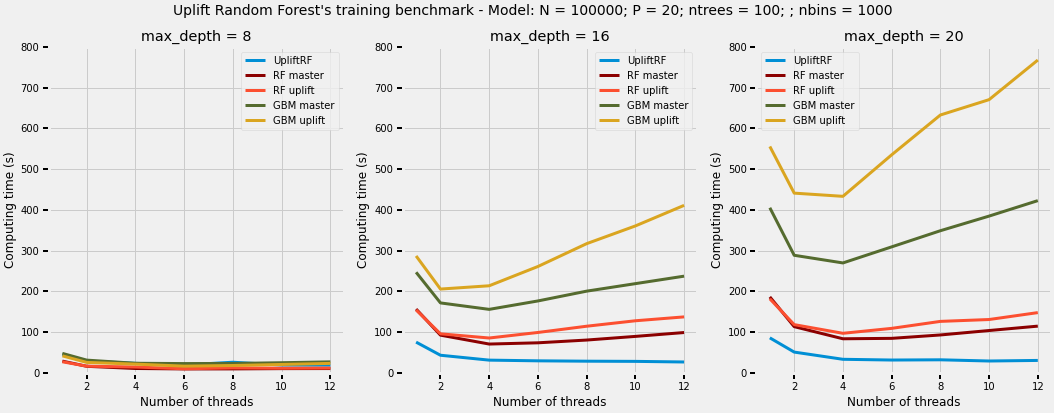 Uplift Random Forest's training benchmark - Model: N = 100000; P = 20; ntrees = 100; ; nbins = 1000
max_depth = 8
800
700
600
500
400
300
200
100
0
Computing time (s)
UpliftRF
RF master
RF uplift
GBM master
GBM uplift
2 4 6 8 10 12
Number of threads
max_depth = 16
800
700
600
500
400
300
200
100
0
Computing time (s)
UpliftRF
RF master
RF uplift
GBM master
GBM uplift
2 4 6 8 10 12
Number of threads
max_depth = 20
800
700
600
500
400
300
200
100
0
Computing time (s)
UpliftRF
RF master
RF uplift
GBM master
GBM uplift
2 4 6 8 10 12
Number of threads